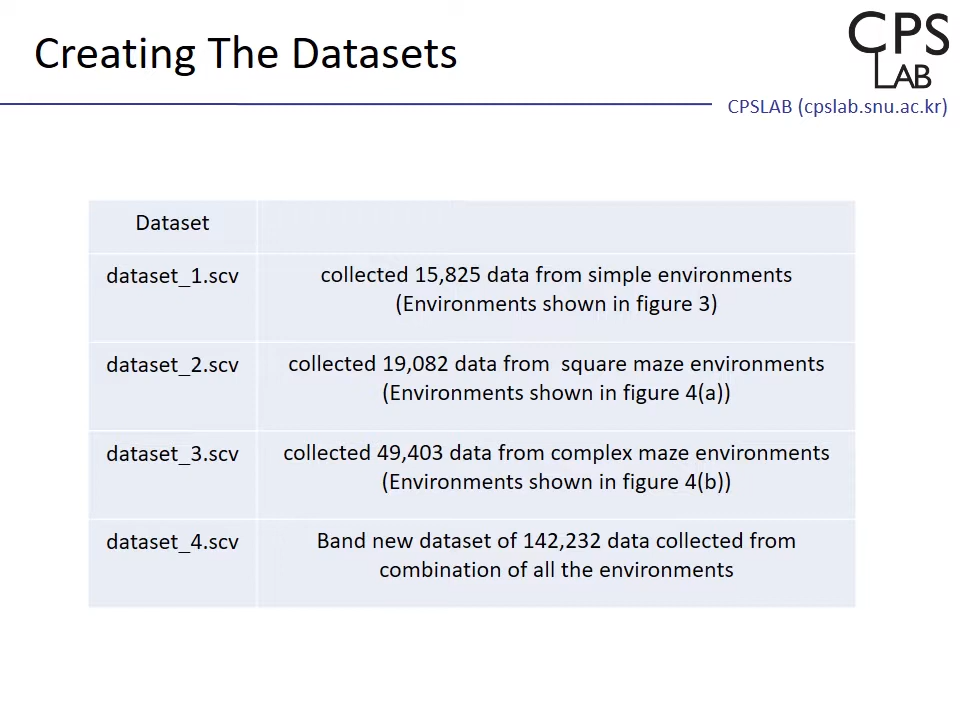 Creating The Datasets
CPS
LAB
CPSLAB (cpslab.snu.ac.kr)
Dataset
dataset_1.scv
collected 15,825 data from simple environments
(Environments shown in figure 3)
dataset_2.scv
collected 19,082 data from  square maze environments
(Environments shown in figure 4(a))
dataset_3.scv
collected 49,403 data from complex maze environments
(Environments shown in figure 4(b))
dataset_4.scv
Band new dataset of 142,232 data collected from
combination of all the environments